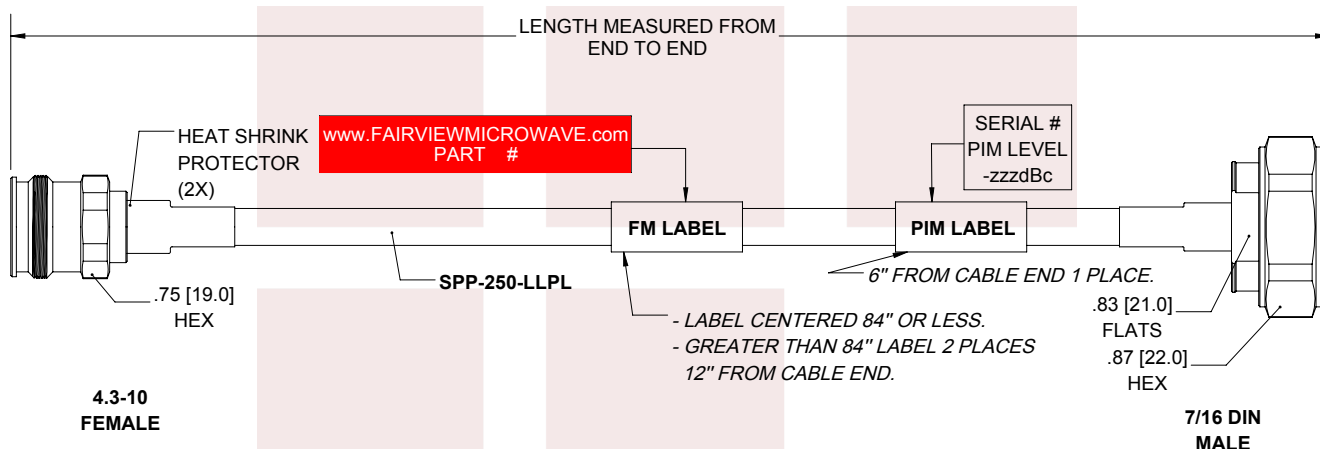 LENGTH MEASURED FROM
END TO END
HEAT SHRINK
PROTECTOR
(2X)
www.FAIRVIEWMICROWAVE.com
PART #
SERIAL #
PIM LEVEL
-zzzdBc
FM LABEL
PIM LABEL
SPP-250-LLPL
6" FROM CABLE END 1 PLACE.
.75 [19.0]
HEX
- LABEL CENTERED 84" OR LESS.
- GREATER THAN 84" LABEL 2 PLACES
12" FROM CABLE END.
.83 [21.0]
FLATS
.87 [22.0]
HEX
4.3-10
FEMALE
7/16 DIN
MALE